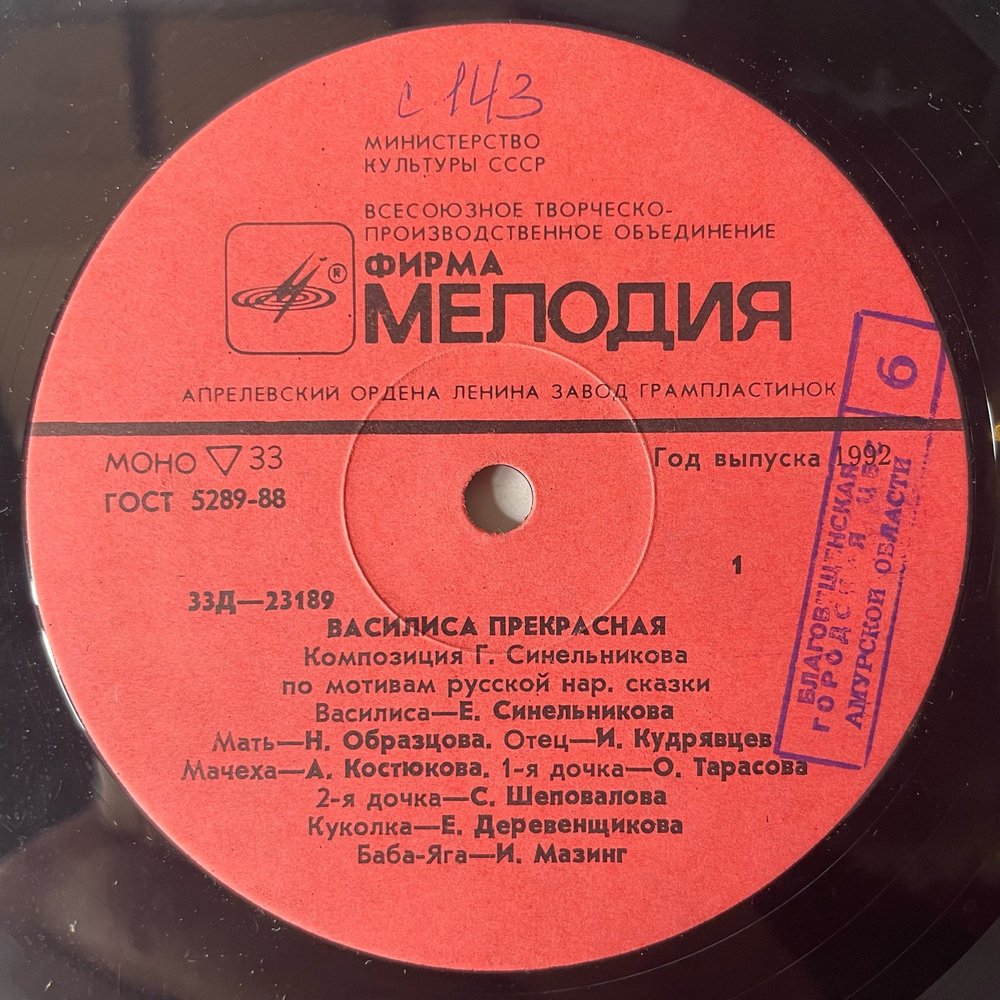 с 143
МИНИСТЕРСТВО
КУЛЬТУРЫ СССР
ВСЕСОЮЗНОЕ ТВОРЧЕСКО-
ПРОИЗВОДСТВЕННОЕ ОБЪЕДИНЕНИЕ
®
ФИРМА
МЕЛОДИЯ
АПРЕЛЕВСКИЙ ОРДЕНА ЛЕНИНА ЗАВОД ГРАМПЛАСТИНОК
МОНО ▽ 33
Год выпуска 1992
ГОСТ 5289-88
1
33Д—23189
ВАСИЛИСА ПРЕКРАСНАЯ
Композиция Г. Синельникова
по мотивам русской нар. сказки
Василиса—Е. Синельникова
Мать—Н. Образцова. Отец—И. Кудрявцев
Мачеха—А. Костюкова. 1-я дочка—О. Тарасова
2-я дочка—С. Шеповалова
Куколка—Е. Деревенщикова
Баба-Яга—И. Мазинг
6
АМУРСКОЙ ОБЛАСТИ